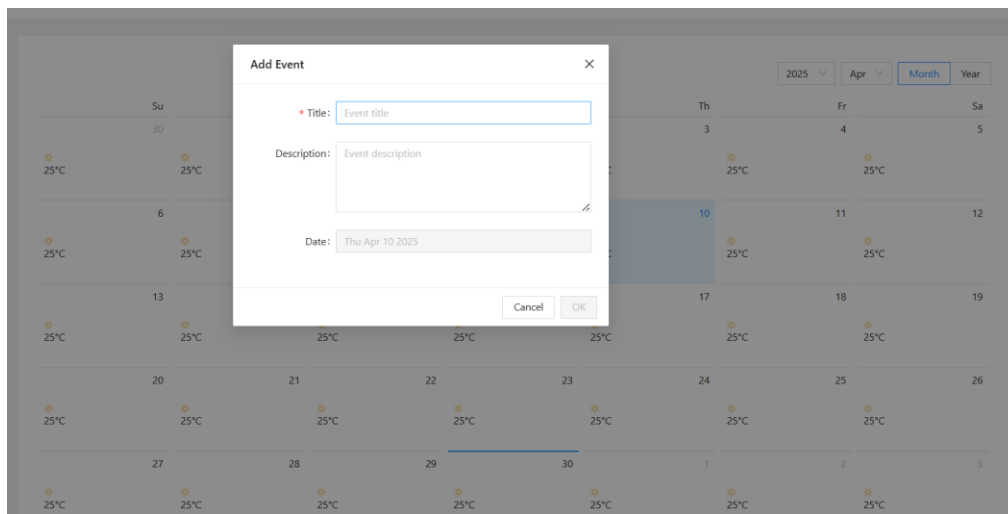 Add Event
2025 Apr Month Year
Su Th Fr Sa
* Title: Event title
30 3 4 5
Description: Event description
25°C 25°C 25°C 25°C
6 10 11 12
Date: Thu Apr 10 2025
25°C 25°C 25°C 25°C
13 17 18 19
Cancel OK
25°C 25°C 25°C 25°C 25°C 25°C 25°C
20 21 22 23 24 25 26
25°C 25°C 25°C 25°C 25°C 25°C 25°C
27 28 29 30 1 2 3
25°C 25°C 25°C 25°C 25°C 25°C 25°C